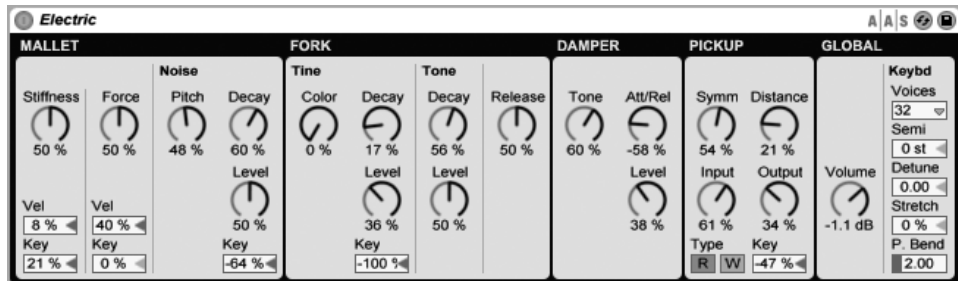 Electric A A S
MALLET FORK DAMPER PICKUP GLOBAL
Noise Tine Tone Keybd
Stiffness Force Pitch Decay Color Decay Decay Release Tone Att/Rel Symm Distance Voices
50 % 50 % 48 % 60 % 0 % 17 % 56 % 50 % 60 % -58 % 54 % 21 % 32
Semi
0 st
Level Level Level Level Input Output Volume Detune
50 % 36 % 50 % 38 % 61 % 34 % -1.1 dB 0.00
Vel Vel Stretch
8 % 40 % 0 %
Key Key Key Key Type Key P. Bend
21 % 0 % -64 % -100 % R W -47 % 2.00